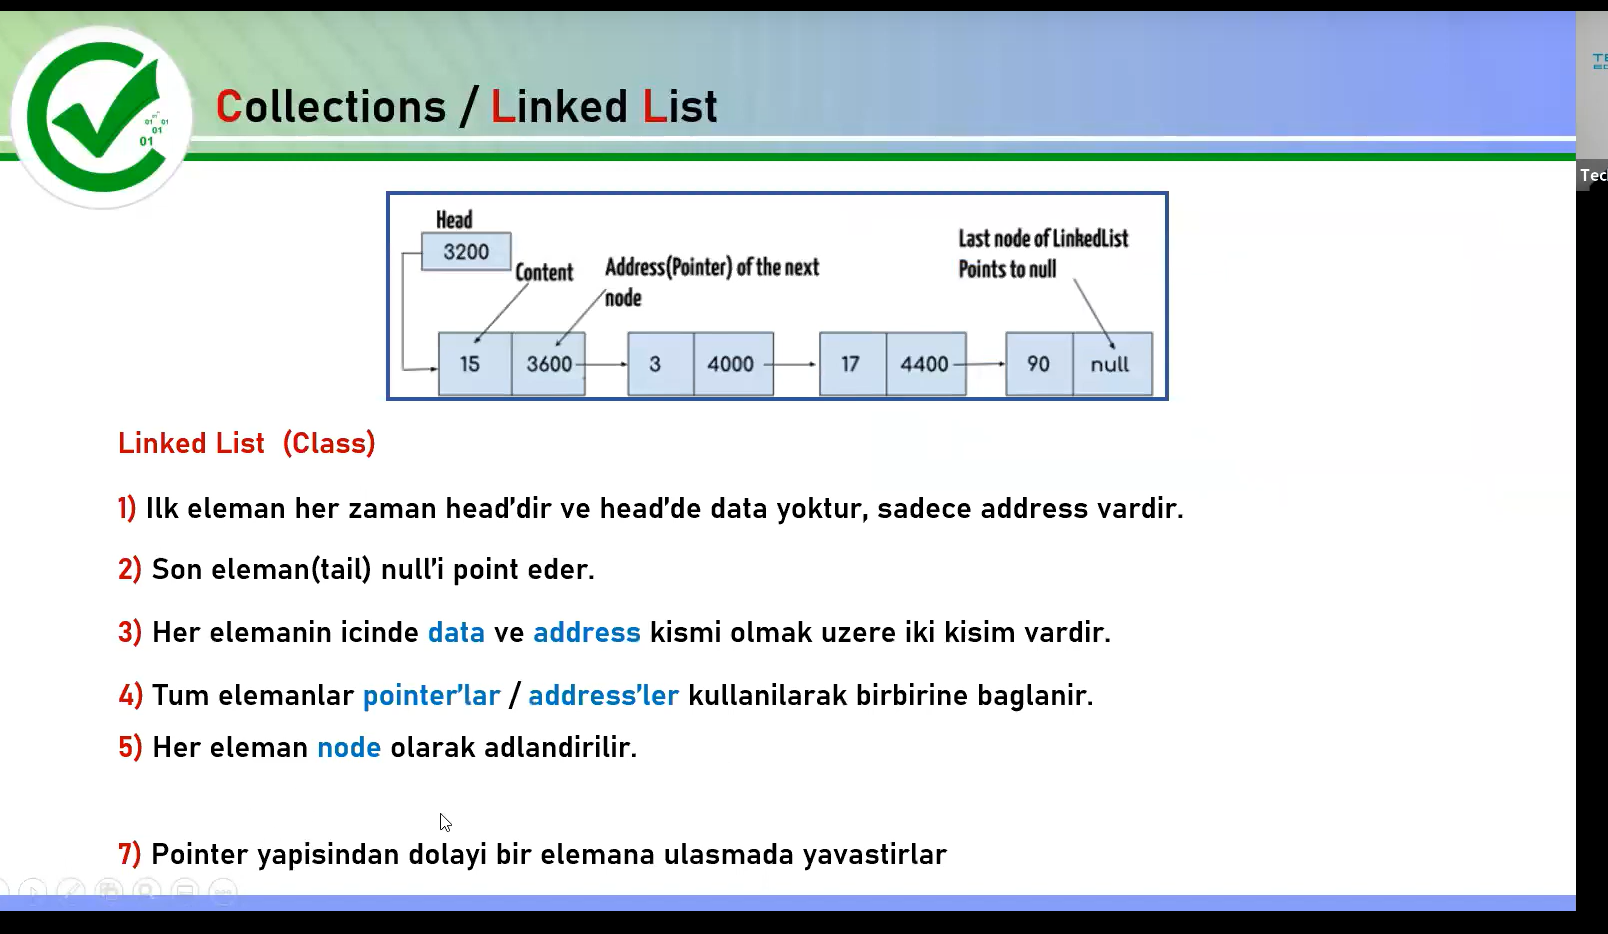 Collections / Linked List
01 01
01
01
Head
3200
Content
Address(Pointer) of the next
node
Last node of LinkedList
Points to null
15 3600 3 4000 17 4400 90 null
Linked List (Class)
1) Ilk eleman her zaman head’dir ve head’de data yoktur, sadece address vardir.
2) Son eleman(tail) null’i point eder.
3) Her elemanin icinde data ve address kismi olmak uzere iki kisim vardir.
4) Tum elemanlar pointer’lar / address’ler kullanilarak birbirine baglanir.
5) Her eleman node olarak adlandirilir.
7) Pointer yapisindan dolayi bir elemana ulasmada yavastirlar